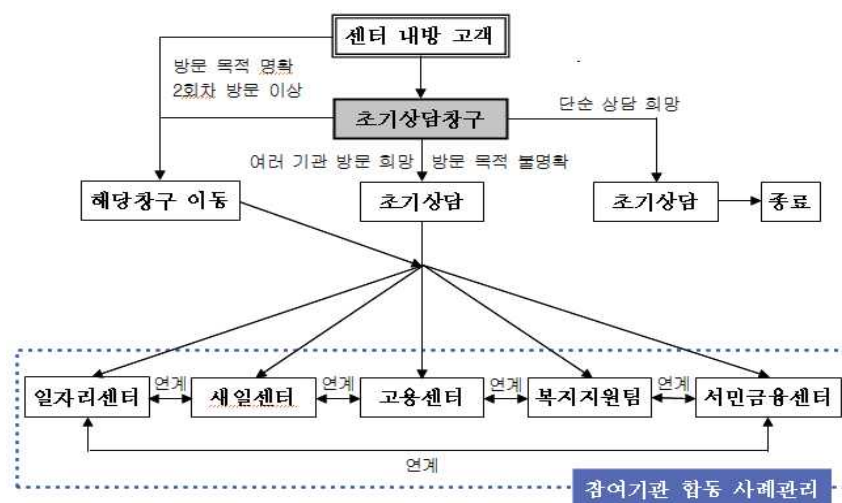 센터 내방 고객
방문 목적 명확
2회차 방문 이상
초기상담창구
단순 상담 희망
여러 기관 방문 희망
방문 목적 불명확
해당창구 이동
초기상담
초기상담
종료
일자리센터
연계
새일센터
연계
고용센터
연계
복지지원팀
연계
서민금융센터
연계
참여기관 합동 사례관리